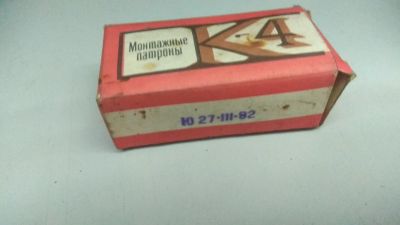 Монтажные
патроны
К4
Ю 27-III-82